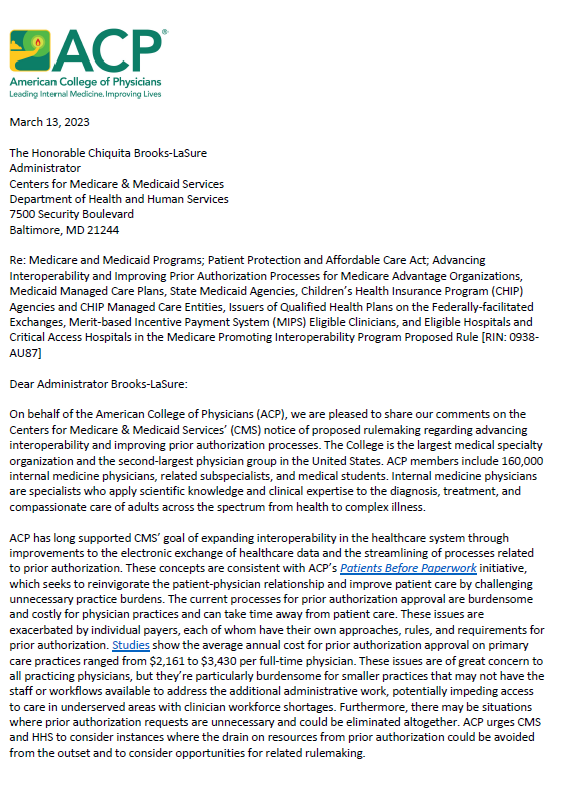 ACP®
American College of Physicians
Leading Internal Medicine, Improving Lives
March 13, 2023
The Honorable Chiquita Brooks-LaSure
Administrator
Centers for Medicare & Medicaid Services
Department of Health and Human Services
7500 Security Boulevard
Baltimore, MD 21244
Re: Medicare and Medicaid Programs; Patient Protection and Affordable Care Act; Advancing
Interoperability and Improving Prior Authorization Processes for Medicare Advantage Organizations,
Medicaid Managed Care Plans, State Medicaid Agencies, Children's Health Insurance Program (CHIP)
Agencies and CHIP Managed Care Entities, Issuers of Qualified Health Plans on the Federally-facilitated
Exchanges, Merit-based Incentive Payment System (MIPS) Eligible Clinicians, and Eligible Hospitals and
Critical Access Hospitals in the Medicare Promoting Interoperability Program Proposed Rule [RIN: 0938-
AU87]
Dear Administrator Brooks-LaSure:
On behalf of the American College of Physicians (ACP), we are pleased to share our comments on the
Centers for Medicare & Medicaid Services' (CMS) notice of proposed rulemaking regarding advancing
interoperability and improving prior authorization processes. The College is the largest medical specialty
organization and the second-largest physician group in the United States. ACP members include 160,000
internal medicine physicians, related subspecialists, and medical students. Internal medicine physicians
are specialists who apply scientific knowledge and clinical expertise to the diagnosis, treatment, and
compassionate care of adults across the spectrum from health to complex illness.
ACP has long supported CMS' goal of expanding interoperability in the healthcare system through
improvements to the electronic exchange of healthcare data and the streamlining of processes related
to prior authorization. These concepts are consistent with ACP's Patients Before Paperwork initiative,
which seeks to reinvigorate the patient-physician relationship and improve patient care by challenging
unnecessary practice burdens. The current processes for prior authorization approval are burdensome
and costly for physician practices and can take time away from patient care. These issues are
exacerbated by individual payers, each of whom have their own approaches, rules, and requirements for
prior authorization. Studies show the average annual cost for prior authorization approval on primary
care practices ranged from $2,161 to $3,430 per full-time physician. These issues are of great concern to
all practicing physicians, but they're particularly burdensome for smaller practices that may not have the
staff or workflows available to address the additional administrative work, potentially impeding access
to care in underserved areas with clinician workforce shortages. Furthermore, there may be situations
where prior authorization requests are unnecessary and could be eliminated altogether. ACP urges CMS
and HHS to consider instances where the drain on resources from prior authorization could be avoided
from the outset and to consider opportunities for related rulemaking.